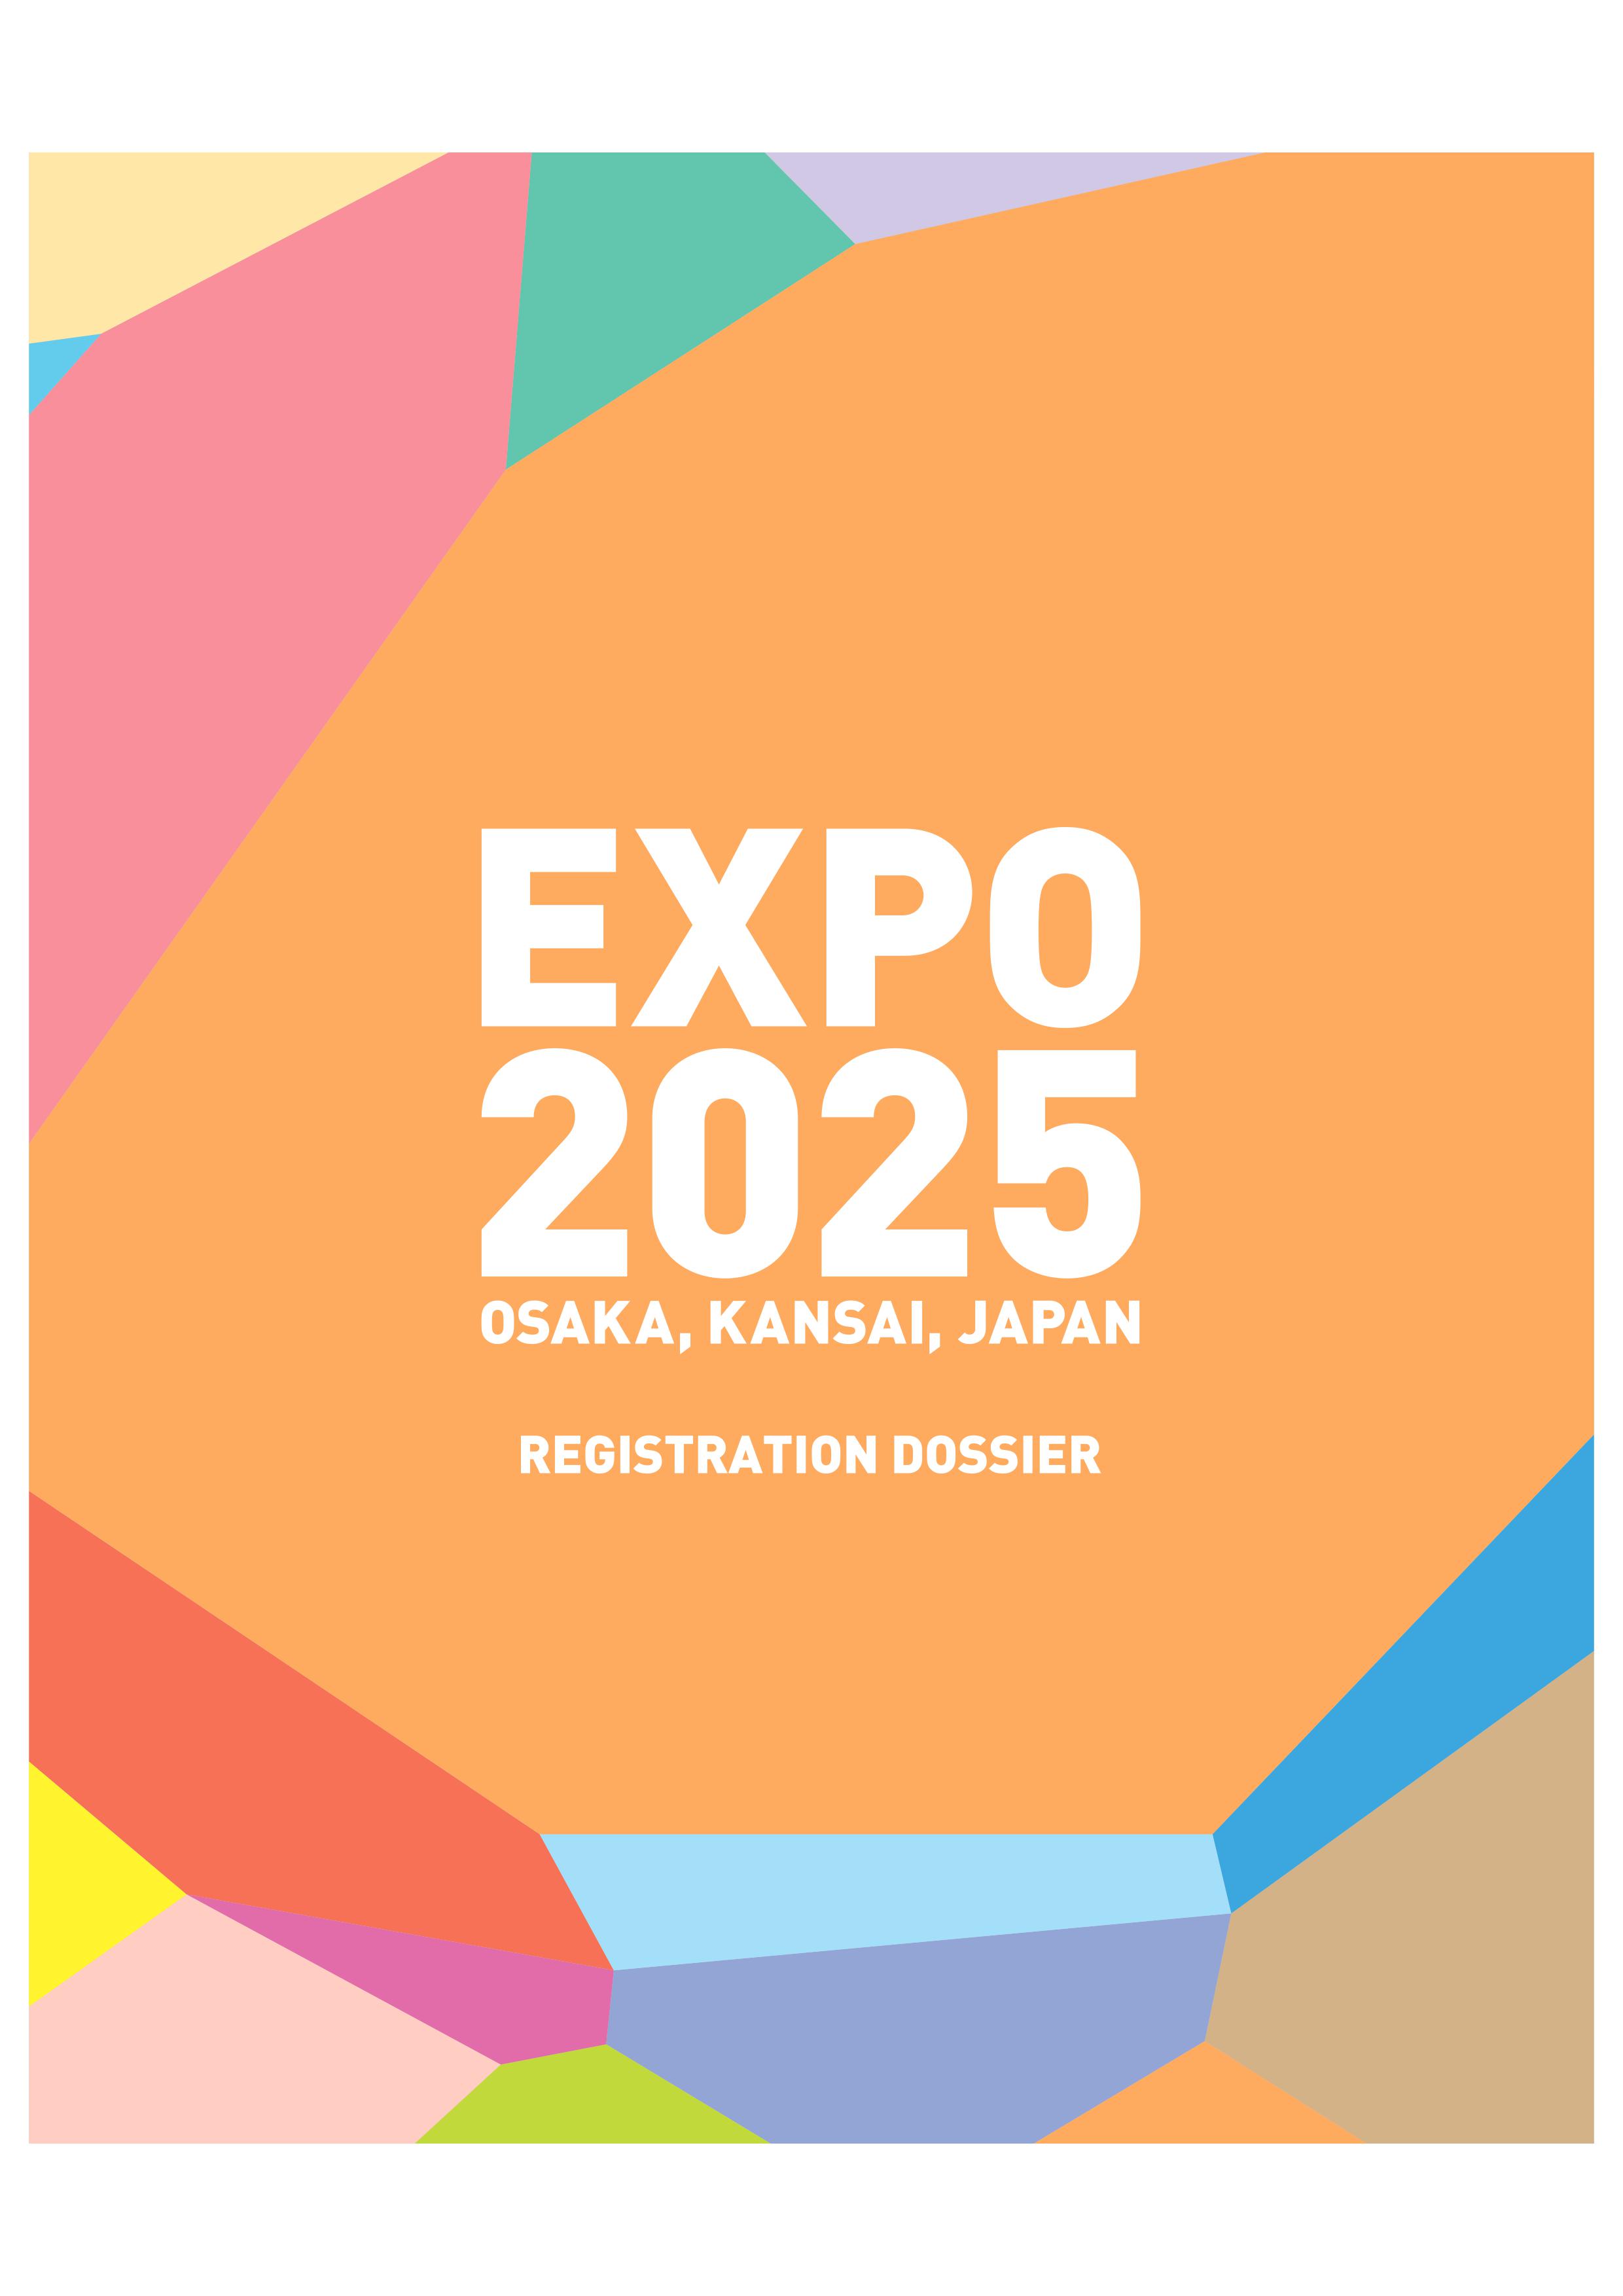 EXPO
2025
OSAKA, KANSAI, JAPAN
REGISTRATION DOSSIER